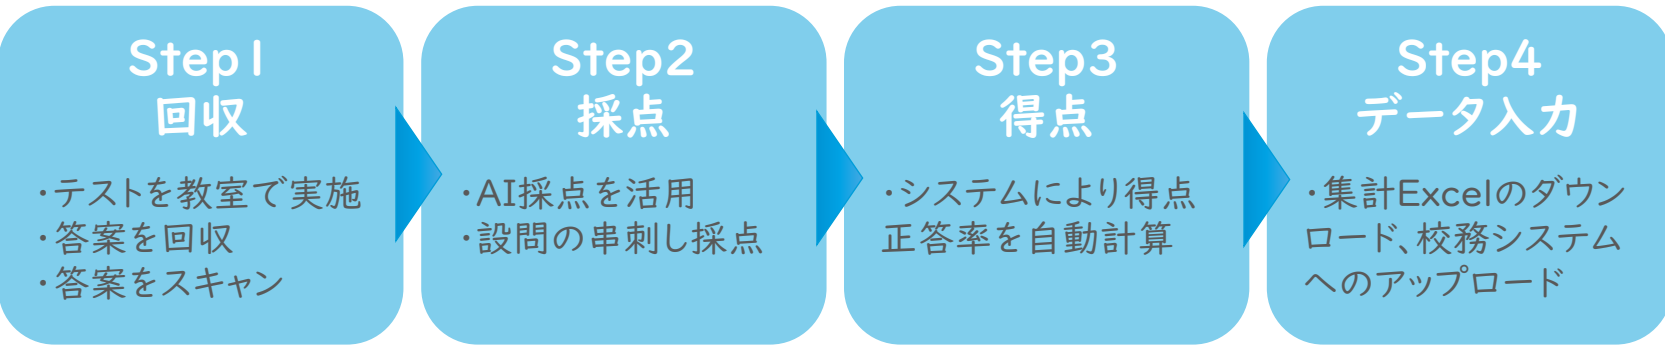 Step1
回収
・テストを教室で実施
・答案を回収
・答案をスキャン
Step2
採点
・AI採点を活用
・設問の串刺し採点
Step3
得点
・システムにより得点
正答率を自動計算
Step4
データ入力
・集計Excelのダウン
ロード、校務システム
へのアップロード